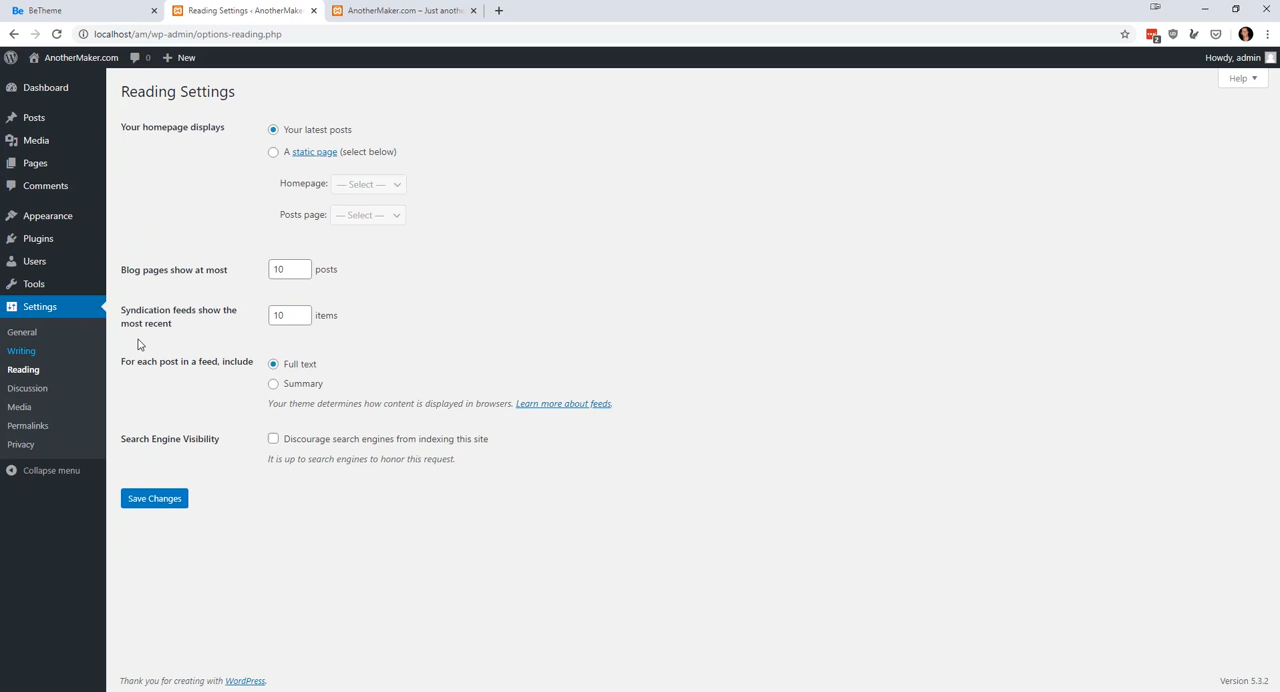 Be BeTheme
Reading Settings ‹ AnotherMaker
AnotherMaker.com – Just anoth
localhost/am/wp-admin/options-reading.php
2
AnotherMaker.com 0 New Howdy, admin
Help
Dashboard
Posts
Media
Pages
Comments
Appearance
Plugins
Users
Tools
Settings
General
Writing
Reading
Discussion
Media
Permalinks
Privacy
Collapse menu
Reading Settings
Your homepage displays
Your latest posts
A static page (select below)
Homepage: — Select —
Posts page: — Select —
Blog pages show at most 10 posts
Syndication feeds show the
most recent
10 items
For each post in a feed, include
Full text
Summary
Your theme determines how content is displayed in browsers. Learn more about feeds.
Search Engine Visibility
Discourage search engines from indexing this site
It is up to search engines to honor this request.
Save Changes
Thank you for creating with WordPress.
Version 5.3.2